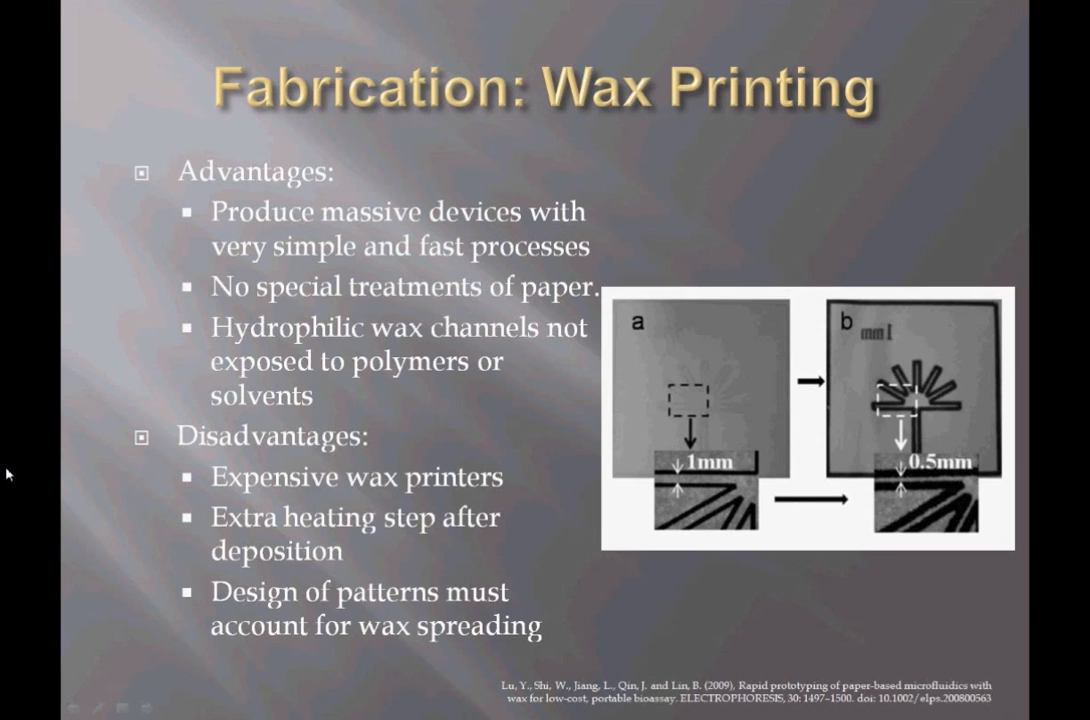 Fabrication: Wax Printing
Advantages:
Produce massive devices with
very simple and fast processes
No special treatments of paper.
Hydrophilic wax channels not
exposed to polymers or
solvents
Disadvantages:
Expensive wax printers
Extra heating step after
deposition
Design of patterns must
account for wax spreading
a
b
1mm
0.5mm
Lu, Y., Shi, W., Jiang, L., Qin, J. and Lin, B. (2009), Rapid prototyping of paper-based microfluidics with
wax for low-cost, portable bioassay. ELECTROPHORESIS, 30: 1497–1500. doi: 10.1002/elps.200800563